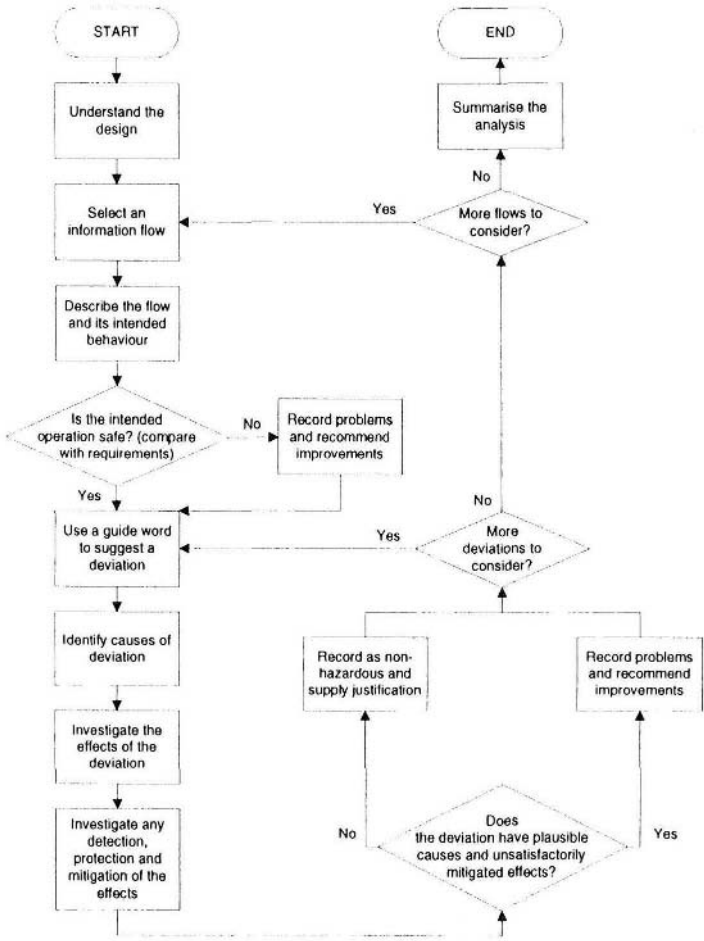 START
END
Understand the
design
Summarise the
analysis
No
Select an
information flow
Yes
More flows to
consider?
Describe the flow
and its intended
behaviour
Is the intended
operation safe? (compare
with requirements)
No
Record problems
and recommend
improvements
Yes
No
Use a guide word
to suggest a
deviation
Yes
More
deviations to
consider?
Identify causes of
deviation
Record as non-
hazardous and
supply justification
Record problems
and recommend
improvements
Investigate the
effects of the
deviation
Investigate any
detection,
protection and
mitigation of the
effects
No
Does
the deviation have plausible
causes and unsatisfactorily
mitigated effects?
Yes